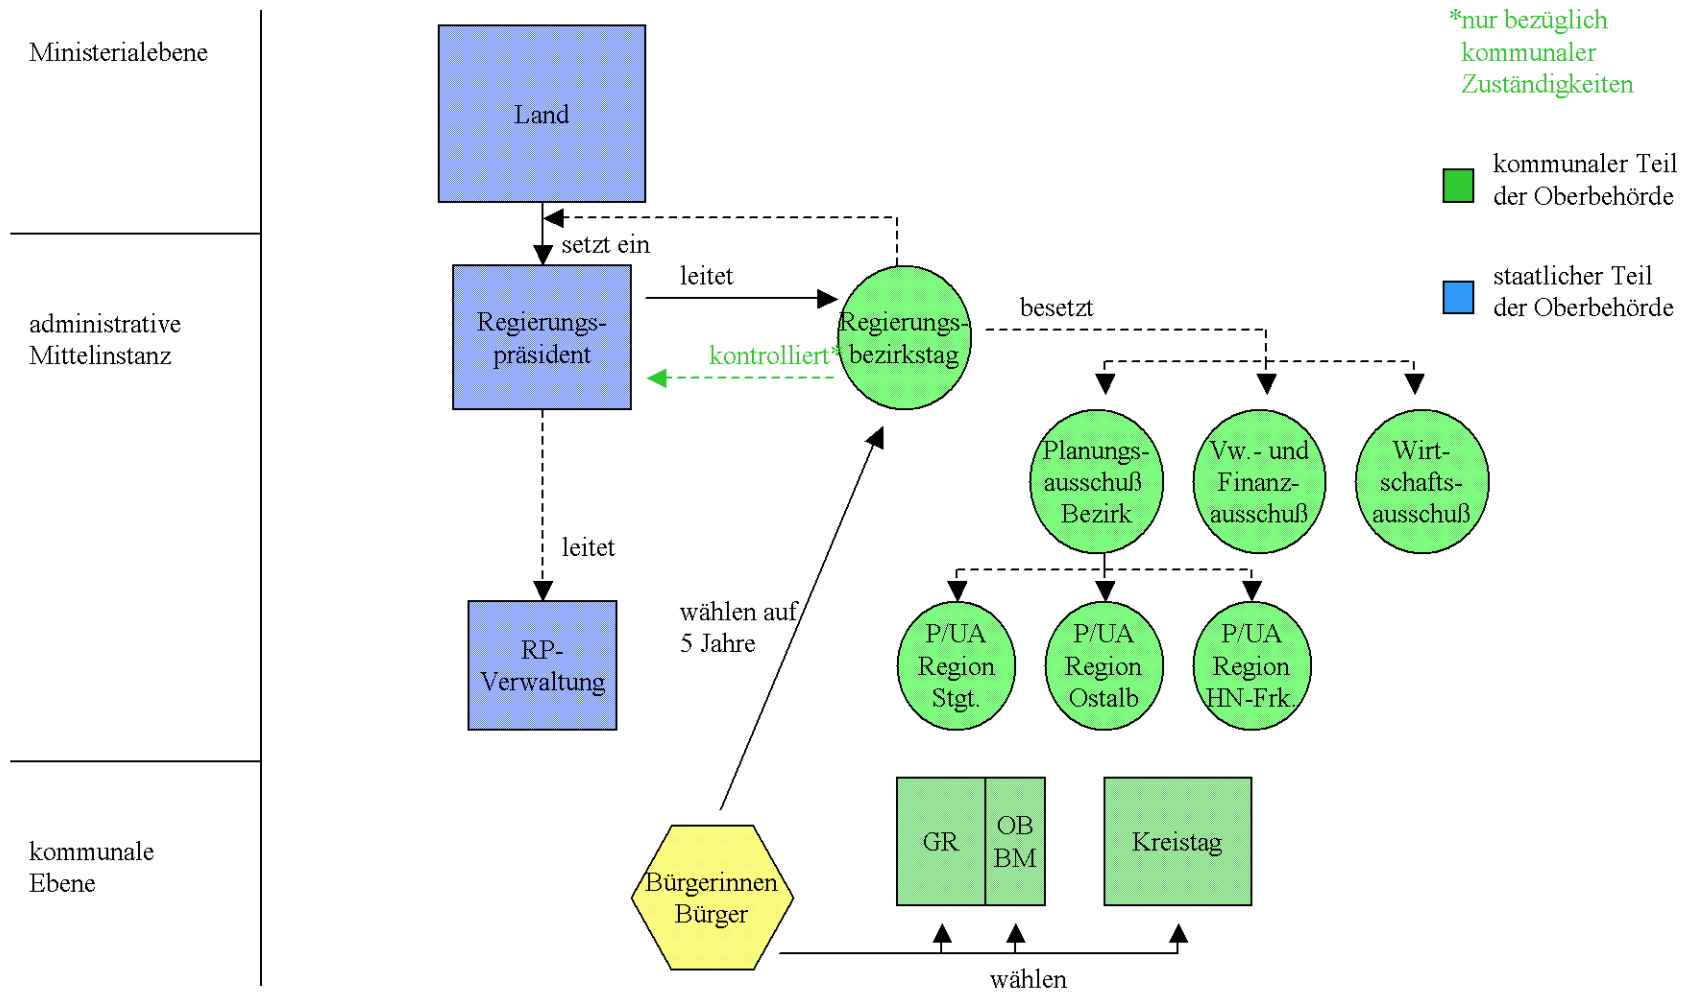 Ministerialebene
administrative
Mittelinstanz
kommunale
Ebene
Land
setzt ein
Regierungs-
präsident
leitet
kontrolliert*
Regierungs-
bezirkstag
besetzt
leitet
RP-
Verwaltung
wählen auf
5 Jahre
Planungs-
ausschuß
Bezirk
Vw.- und
Finanz-
ausschuß
Wirt-
schafts-
ausschuß
P/UA
Region
Stgt.
P/UA
Region
Ostalb
P/UA
Region
HN-Frk.
Bürgerinnen
Bürger
GR
OB
BM
Kreistag
wählen
*nur bezüglich
kommunaler
Zuständigkeiten
kommunaler Teil
der Oberbehörde
staatlicher Teil
der Oberbehörde